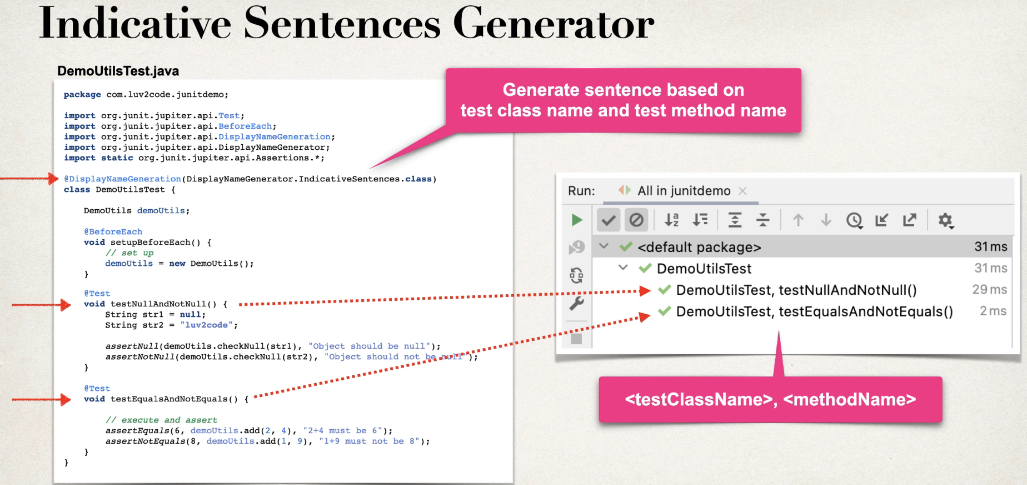 Indicative Sentences Generator
DemoUtilsTest.java
package com.luv2code.junitdemo;
import org.junit.jupiter.api.Test;
import org.junit.jupiter.api.BeforeEach;
import org.junit.jupiter.api.DisplayNameGeneration;
import org.junit.jupiter.api.DisplayNameGenerator;
import static org.junit.jupiter.api.Assertions.*;
@DisplayNameGeneration(DisplayNameGenerator.IndicativeSentences.class)
class DemoUtilsTest {
DemoUtils demoUtils;
@BeforeEach
void setupBeforeEach() {
// set up
demoUtils = new DemoUtils();
}
@Test
void testNullAndNotNull() {
String str1 = null;
String str2 = "luv2code";
assertNull(demoUtils.checkNull(str1), "Object should be null");
assertNotNull(demoUtils.checkNull(str2), "Object should not be null");
}
@Test
void testEqualsAndNotEquals() {
// execute and assert
assertEquals(6, demoUtils.add(2, 4), "2+4 must be 6");
assertNotEquals(8, demoUtils.add(1, 9), "1+9 must not be 8");
}
}
Generate sentence based on
test class name and test method name
Run: All in junitdemo
<default package> 31 ms
DemoUtilsTest 31 ms
DemoUtilsTest, testNullAndNotNull() 29 ms
DemoUtilsTest, testEqualsAndNotEquals() 2 ms
<testClassName>, <methodName>